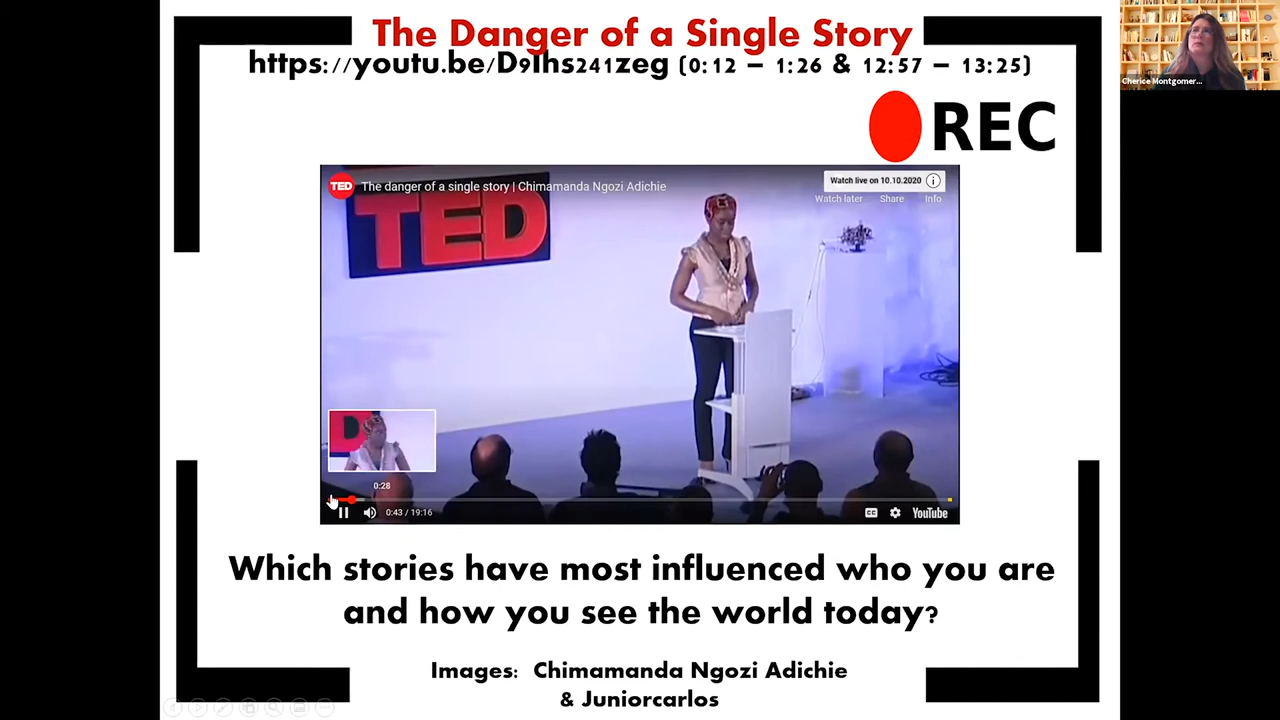 The Danger of a Single Story
https://youtu.be/D9Ihs241zeg (0:12 – 1:26 & 12:57 – 13:25)
Cherice Montgomer...
REC
TED
The danger of a single story | Chimamanda Ngozi Adichie
Watch live on 10.10.2020
Watch later
Share
Info
TED
D
0:28
0:43 / 19:16
CC
YouTube
Which stories have most influenced who you are
and how you see the world today?
Images: Chimamanda Ngozi Adichie
& Juniorcarlos